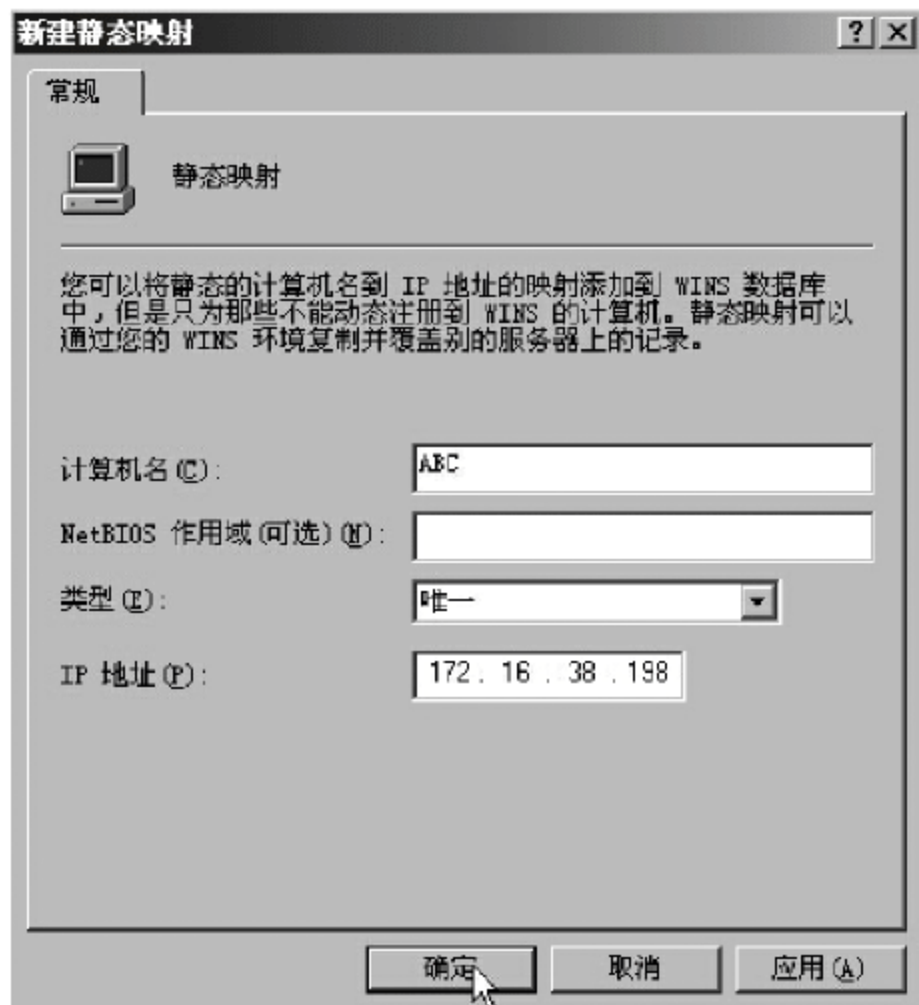 新建静态映射
常规
静态映射
您可以将静态的计算机名到 IP 地址的映射添加到 WINS 数据库
中，但是只为那些不能动态注册到 WINS 的计算机。静态映射可以
通过您的 WINS 环境复制并覆盖别的服务器上的记录。
计算机名(C): ABC
NetBIOS 作用域(可选)(N):
类型(E): 唯一
IP 地址(P): 172 . 16 . 38 . 198
确定 取消 应用(A)